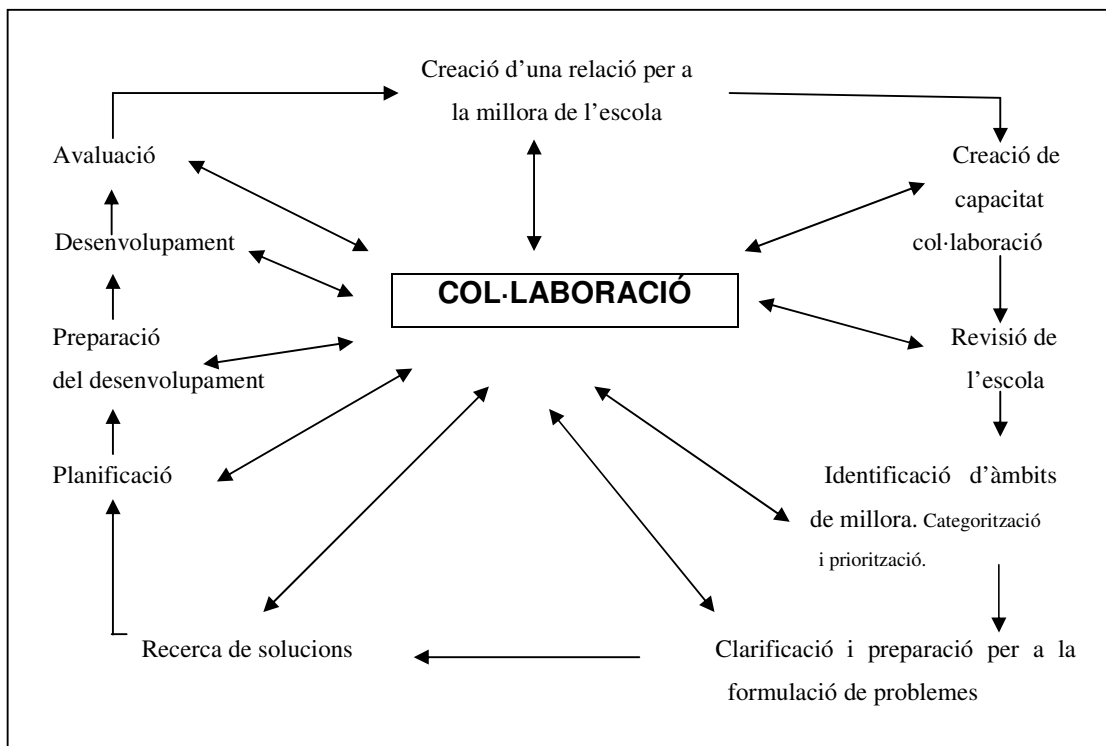 Creació d’una relació per a
la millora de l’escola
Avaluació
Creació de
capacitat
col·laboració
Desenvolupament
COL·LABORACIÓ
Preparació
del desenvolupament
Revisió de
l’escola
Planificació
Identificació d’àmbits
de millora. Categorització
i priorització.
Recerca de solucions
Clarificació i preparació per a la
formulació de problemes